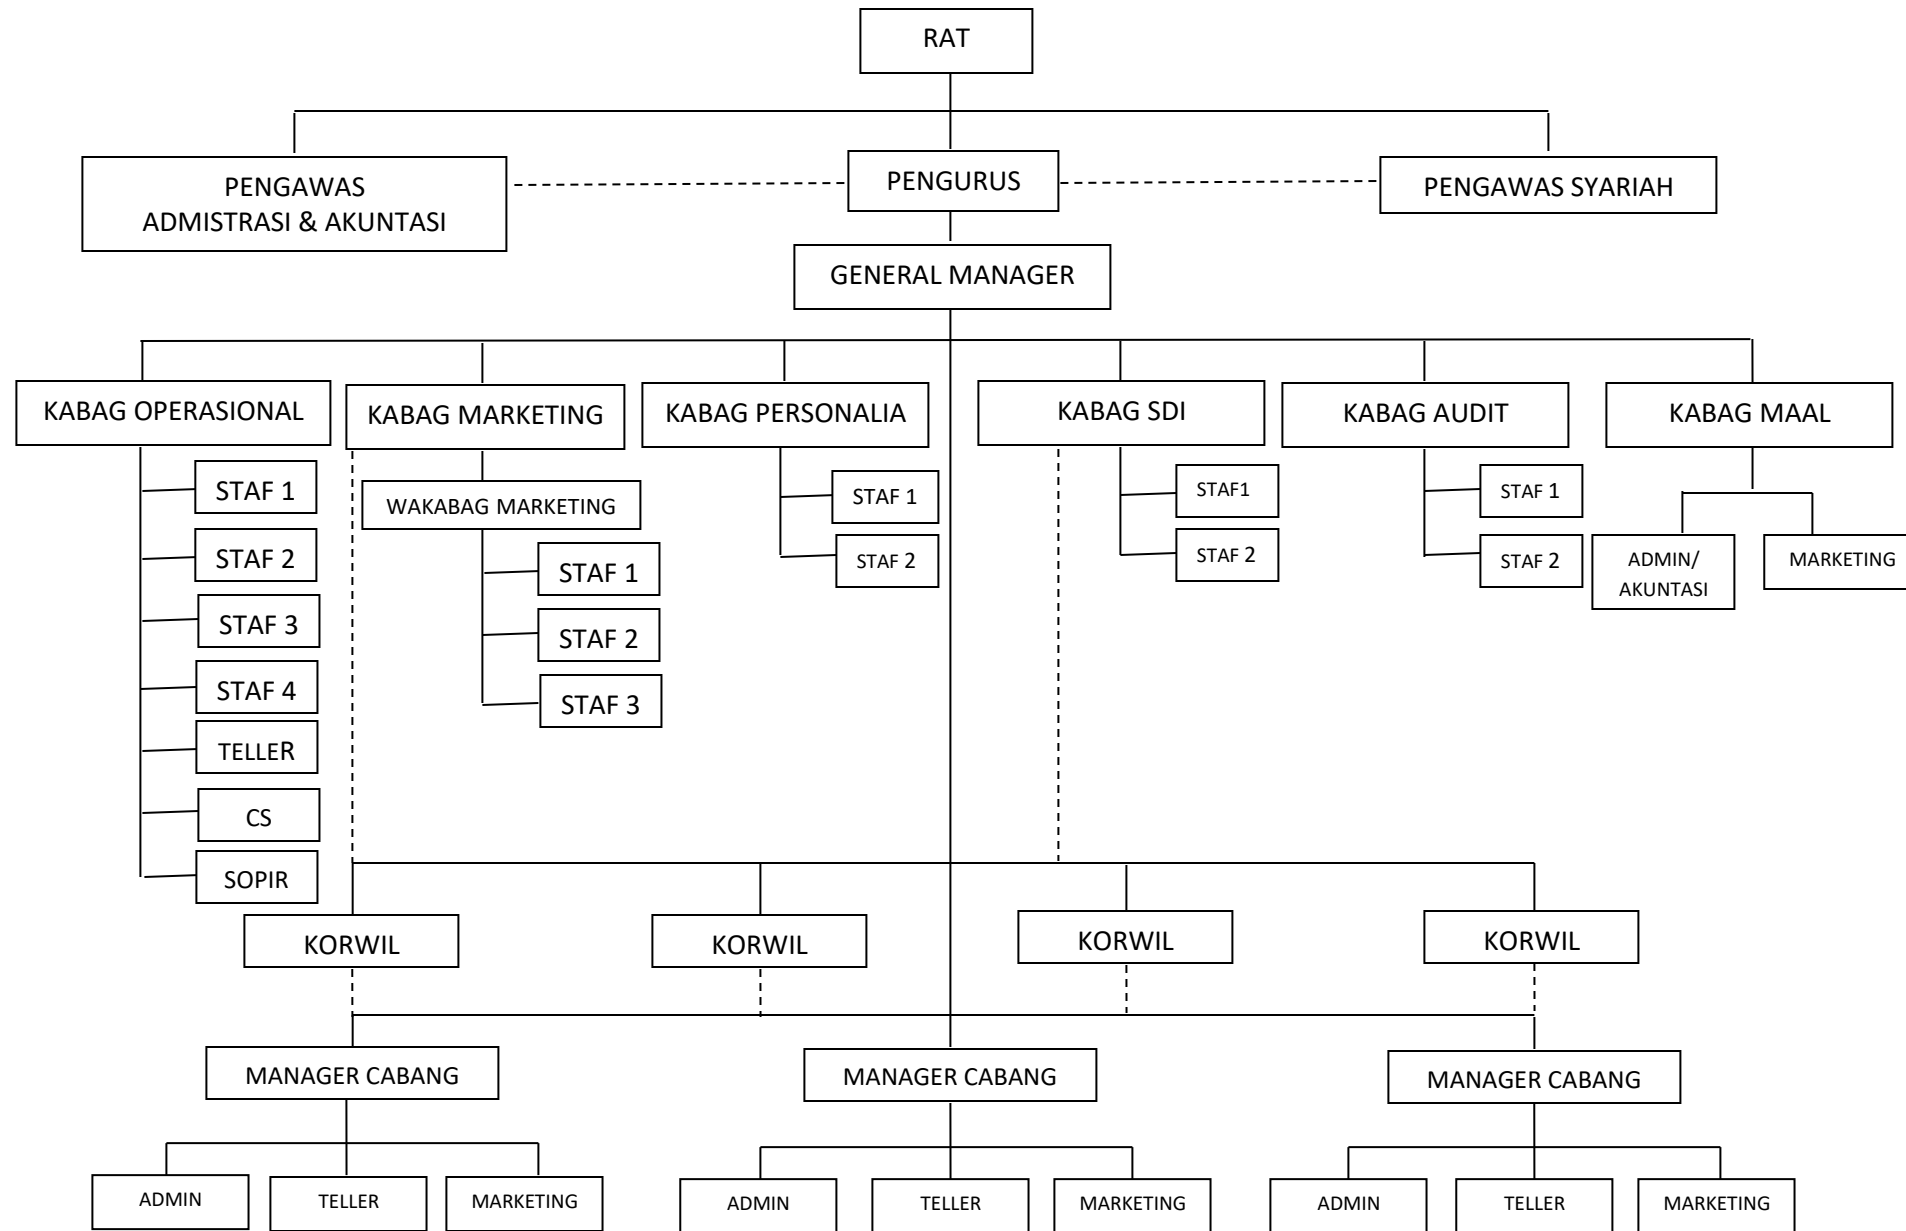 RAT
PENGAWAS
ADMISTRASI & AKUNTASI
PENGURUS
PENGAWAS SYARIAH
GENERAL MANAGER
KABAG OPERASIONAL
KABAG MARKETING
KABAG PERSONALIA
KABAG SDI
KABAG AUDIT
KABAG MAAL
STAF 1
STAF 2
STAF 3
STAF 4
TELLER
CS
SOPIR
WAKABAG MARKETING
STAF 1
STAF 2
STAF 3
STAF 1
STAF 2
STAF1
STAF 2
STAF 1
STAF 2
ADMIN/
AKUNTASI
MARKETING
KORWIL
KORWIL
KORWIL
KORWIL
MANAGER CABANG
MANAGER CABANG
MANAGER CABANG
ADMIN
TELLER
MARKETING
ADMIN
TELLER
MARKETING
ADMIN
TELLER
MARKETING